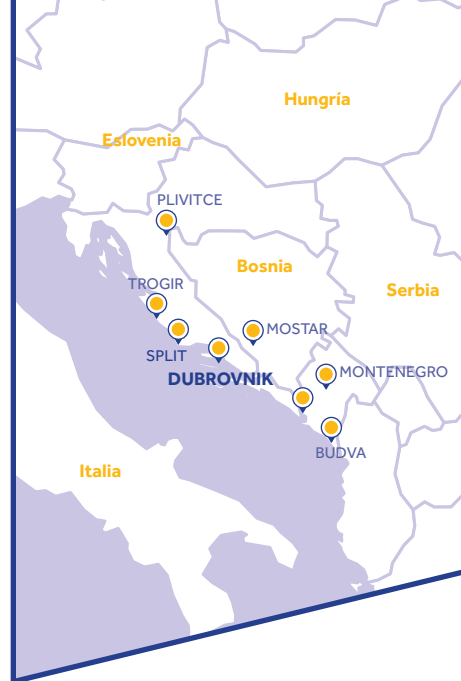 Hungría
Eslovenia
PLIVITCE
Bosnia
TROGIR
Serbia
MOSTAR
SPLIT
MONTENEGRO
DUBROVNIK
BUDVA
Italia